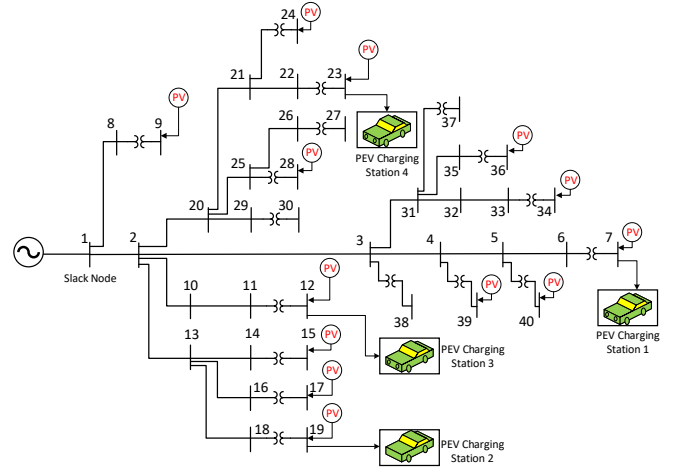 24
PV
PV
21
22
23
PV
37
8
9
26
27
PV
PEV Charging
Station 4
PV
25
28
35
36
PV
20
29
30
31
32
33
34
1
2
3
4
5
6
7
PV
Slack Node
PV
PV
PV
10
11
12
38
39
40
PEV Charging
Station 1
13
14
15
PV
PEV Charging
Station 3
PV
16
17
PV
18
19
PEV Charging
Station 2